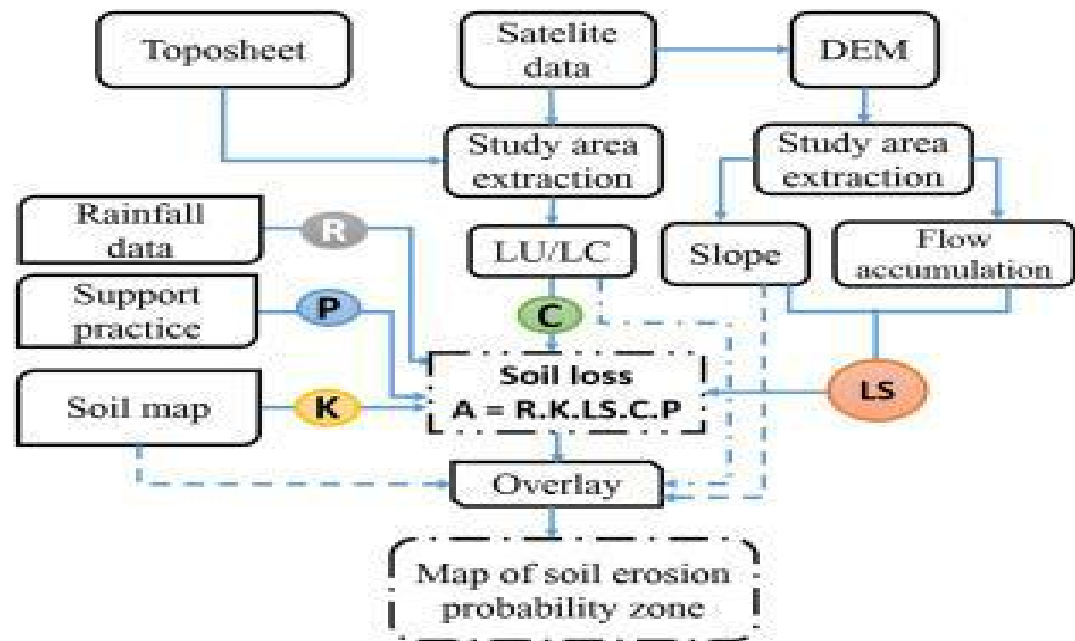 Toposheet
Satelite
data
DEM
Study area
extraction
Study area
extraction
Rainfall
data
R
LU/LC
Slope
Flow
accumulation
Support
practice
P
C
Soil loss
A = R.K.LS.C.P
LS
Soil map
K
Overlay
Map of soil erosion
probability zone